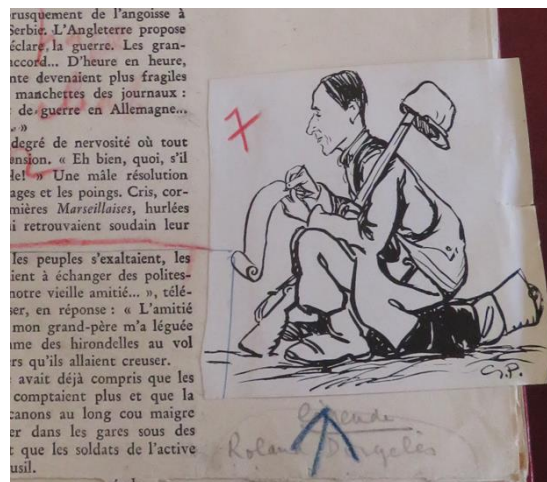 rusquement de l'angoisse à
Serbie. L'Angleterre propose
éclare, la guerre. Les gran-
accord... D'heure en heure,
nte devenaient plus fragiles
manchettes des journaux :
de guerre en Allemagne...
»
degré de nervosité où tout
ension. « Eh bien, quoi, s'il
le! » Une mâle résolution
ages et les poings. Cris, cor-
mières Marseillaises, hurlées
i retrouvaient soudain leur
les peuples s'exaltaient, les
ient à échanger des polites-
notre vieille amitié... », télé-
ser, en réponse : « L'amitié
mon grand-père m'a léguée
me des hirondelles au vol
rs qu'ils allaient creuser.
avait déjà compris que les
comptaient plus et que la
canons au long cou maigre
er dans les gares sous des
t que les soldats de l'active
usil.
7
G.P.
légende
Roland Dorgelès